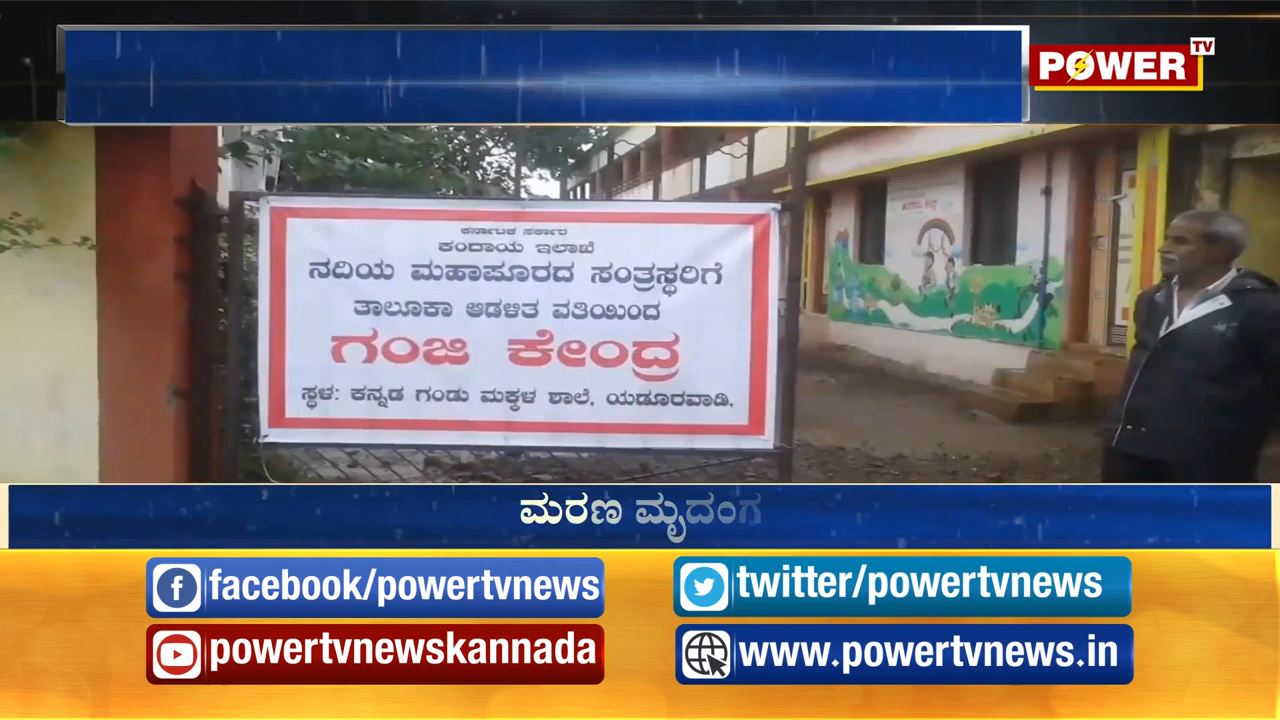 POWER TV
ಕರ್ನಾಟಕ ಸರ್ಕಾರ
ಕಂದಾಯ ಇಲಾಖೆ
ನದಿಯ ಮಹಾಪೂರದ ಸಂತ್ರಸ್ಥರಿಗೆ
ತಾಲೂಕಾ ಆಡಳಿತ ವತಿಯಿಂದ
ಗಂಜಿ ಕೇಂದ್ರ
ಸ್ಥಳ: ಕನ್ನಡ ಗಂಡು ಮಕ್ಕಳ ಶಾಲೆ, ಯಡೂರವಾಡಿ.
ಮರಣ ಮೃದಂಗ
facebook/powertvnews
twitter/powertvnews
powertvnewskannada
www.powertvnews.in